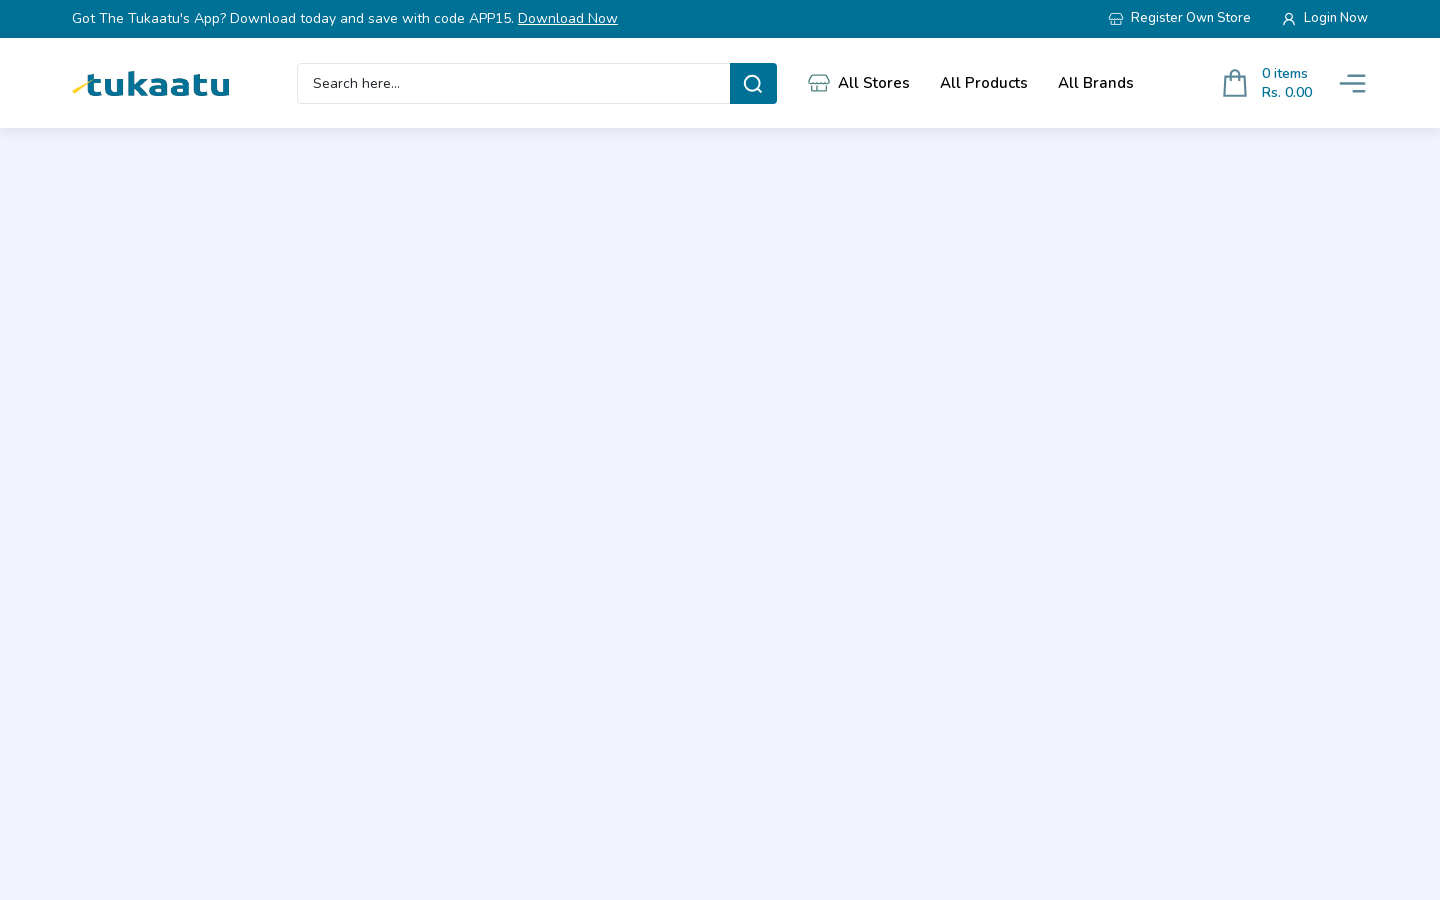 Got The Tukaatu's App? Download today and save with code APP15. Download Now
Register Own Store
Login Now
tukaatu
Search here...
All Stores
All Products
All Brands
0 items
Rs. 0.00